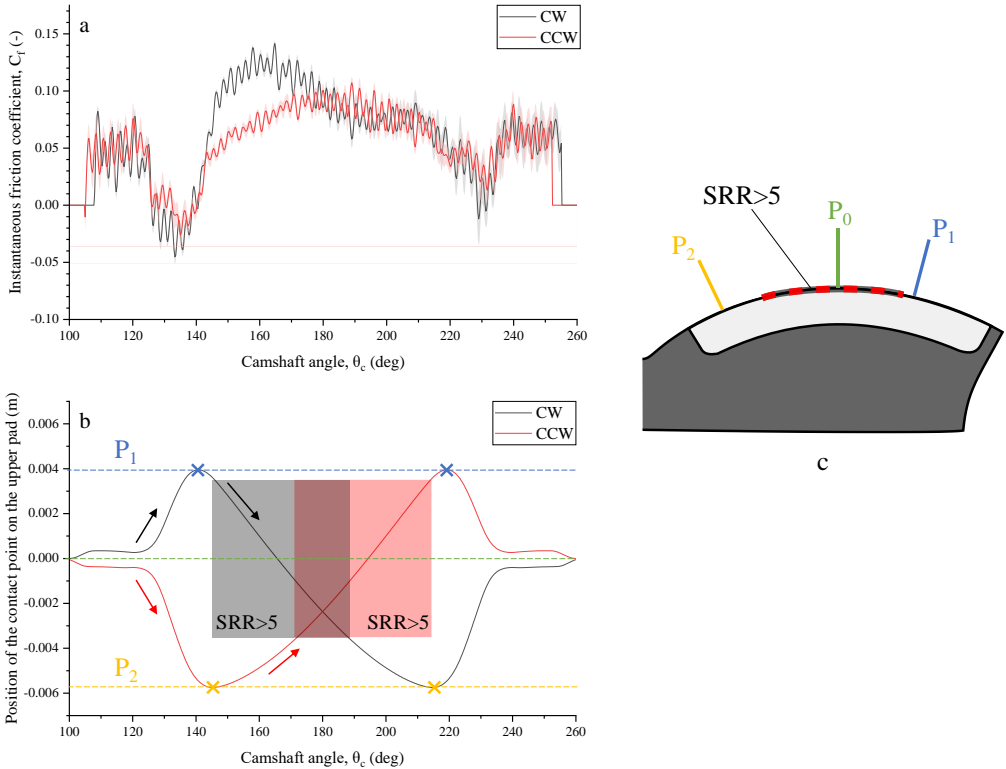 a
CW
CCW
Instantaneous friction coefficient, C_f (-)
0.15
0.10
0.05
0.00
-0.05
-0.10
100 120 140 160 180 200 220 240 260
Camshaft angle, θ_c (deg)
b
CW
CCW
Position of the contact point on the upper pad (m)
0.006
0.004
0.002
0.000
-0.002
-0.004
-0.006
P₁
SRR>5 SRR>5
P₂
100 120 140 160 180 200 220 240 260
Camshaft angle, θ_c (deg)
SRR>5
P₀
P₁
P₂
c